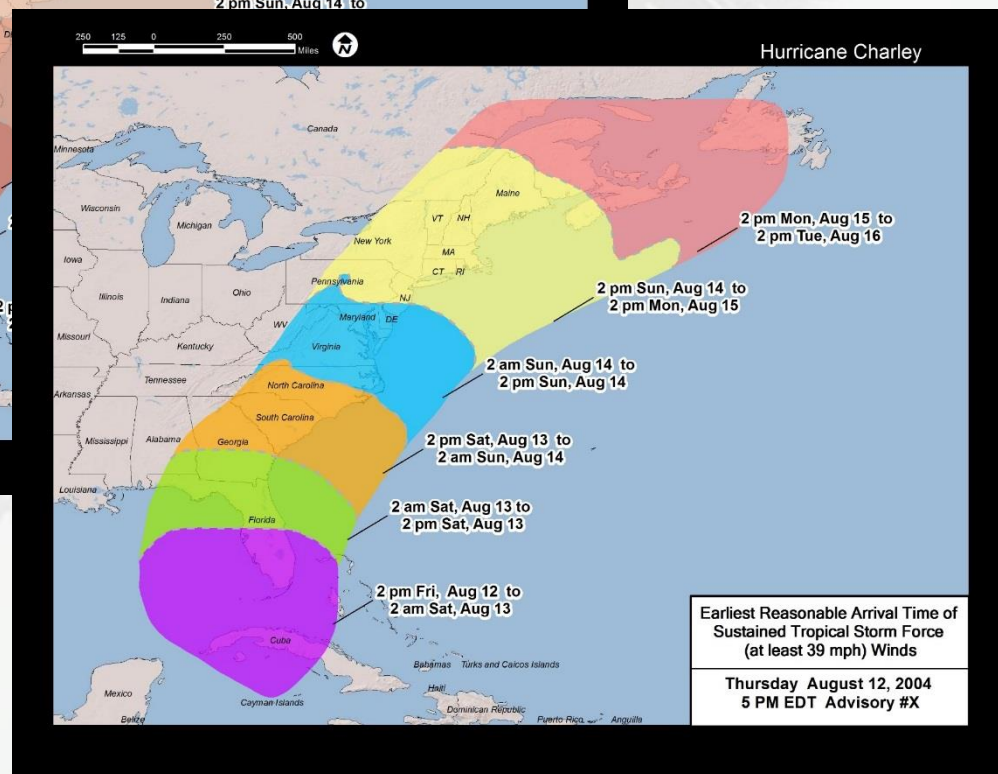 2 pm Sun, Aug 14 to
Hurricane Charley
250 125 0 250 500
Miles
N
Canada
Minnesota
Maine
Wisconsin
Michigan
VT NH
2 pm Mon, Aug 15 to
2 pm Tue, Aug 16
New York
MA
Iowa
CT RI
Pennsylvania
2 pm Sun, Aug 14 to
2 pm Mon, Aug 15
Illinois
Indiana
Ohio
NJ
Maryland DE
WV
Missouri
Virginia
Kentucky
2 am Sun, Aug 14 to
2 pm Sun, Aug 14
Tennessee
North Carolina
Arkansas
South Carolina
Mississippi
Alabama
Georgia
2 pm Sat, Aug 13 to
2 am Sun, Aug 14
Louisiana
2 am Sat, Aug 13 to
2 pm Sat, Aug 13
Florida
2 pm Fri, Aug 12 to
2 am Sat, Aug 13
Earliest Reasonable Arrival Time of
Sustained Tropical Storm Force
(at least 39 mph) Winds
Cuba
Bahamas
Turks and Caicos Islands
Mexico
Cayman Islands
Haiti
Thursday August 12, 2004
5 PM EDT Advisory #X
Dominican Republic
Belize
Puerto Rico
Anguilla